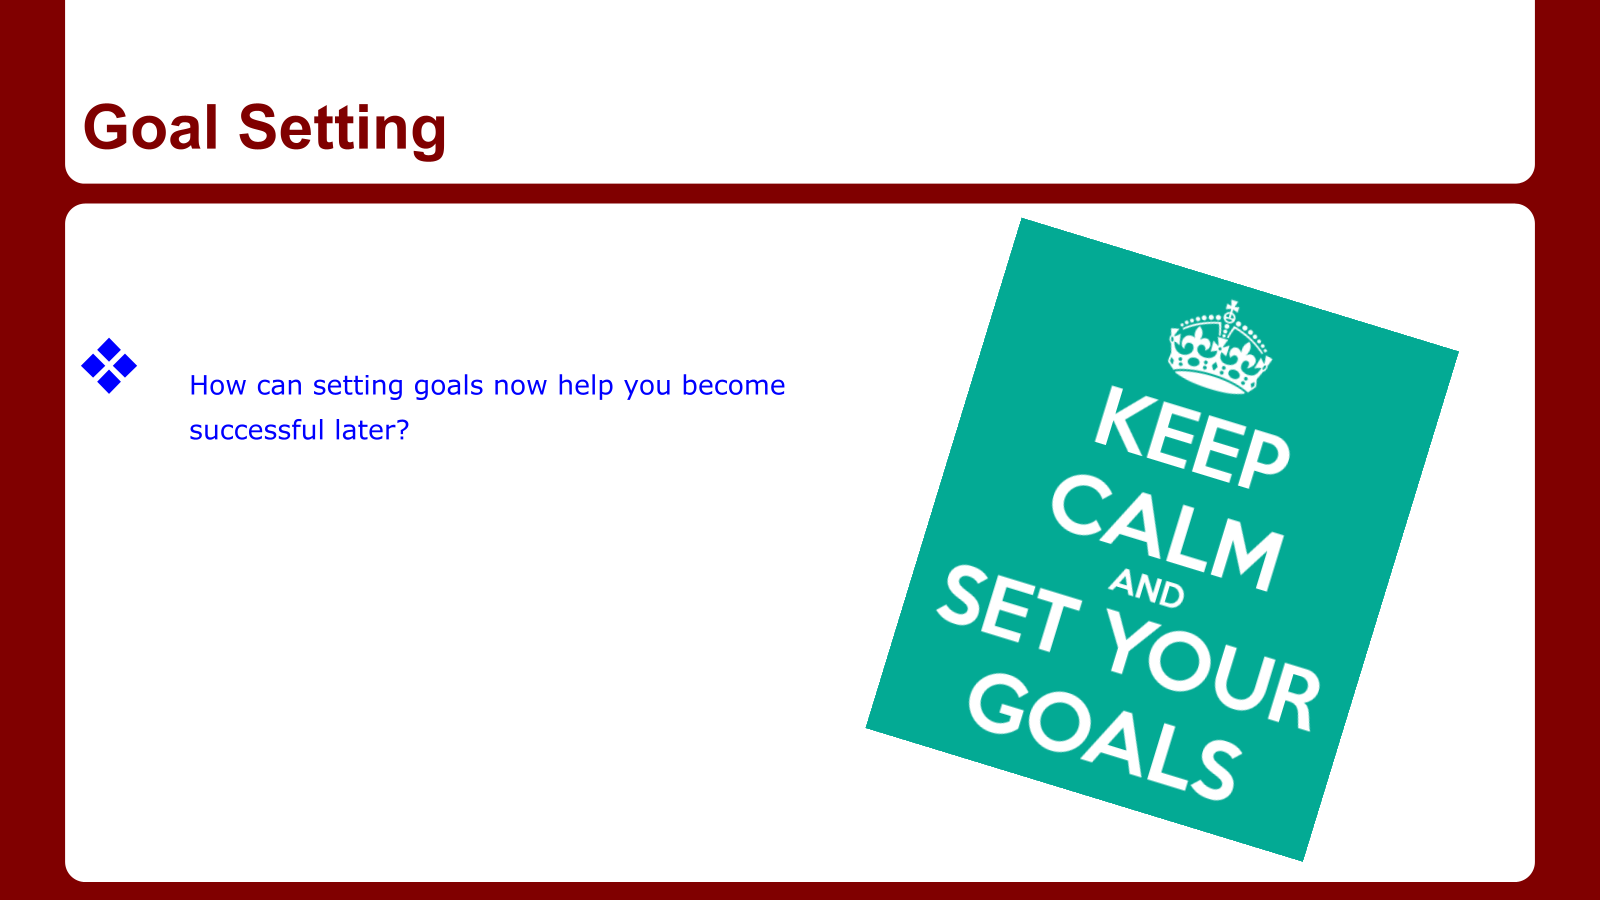 Goal Setting
How can setting goals now help you become
successful later?
KEEP
CALM
AND
SET YOUR
GOALS